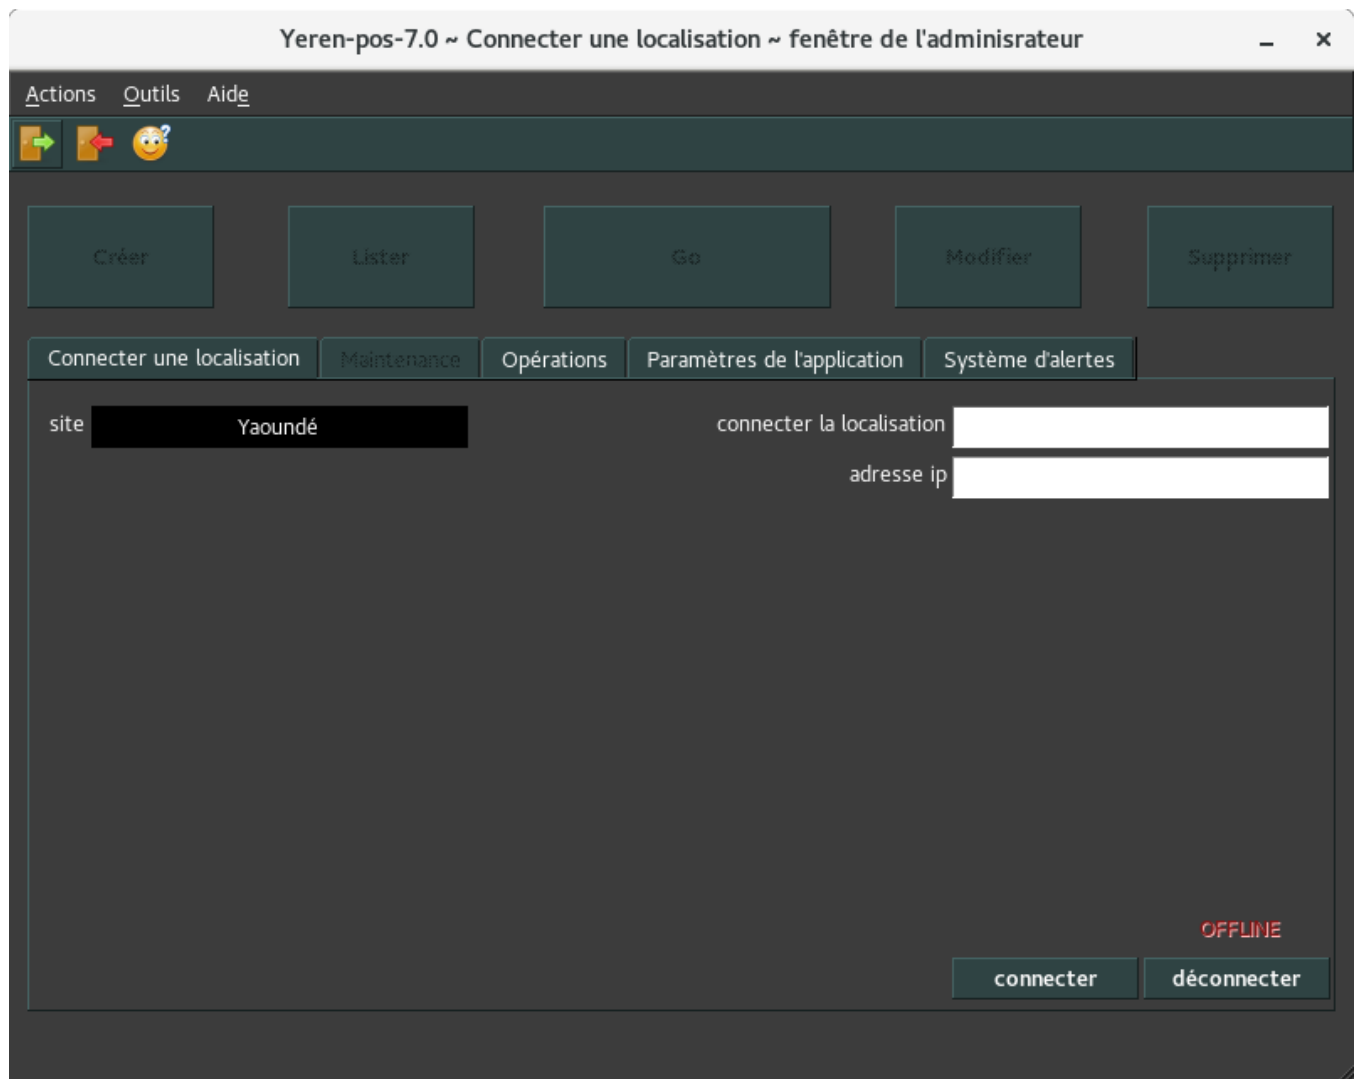 Yeren-pos-7.0 ~ Connecter une localisation ~ fenêtre de l'adminisrateur
Actions Outils Aide
Créer Lister Go Modifier Supprimer
Connecter une localisation Maintenance Opérations Paramètres de l'application Système d'alertes
site Yaoundé connecter la localisation
adresse ip
OFFLINE
connecter déconnecter